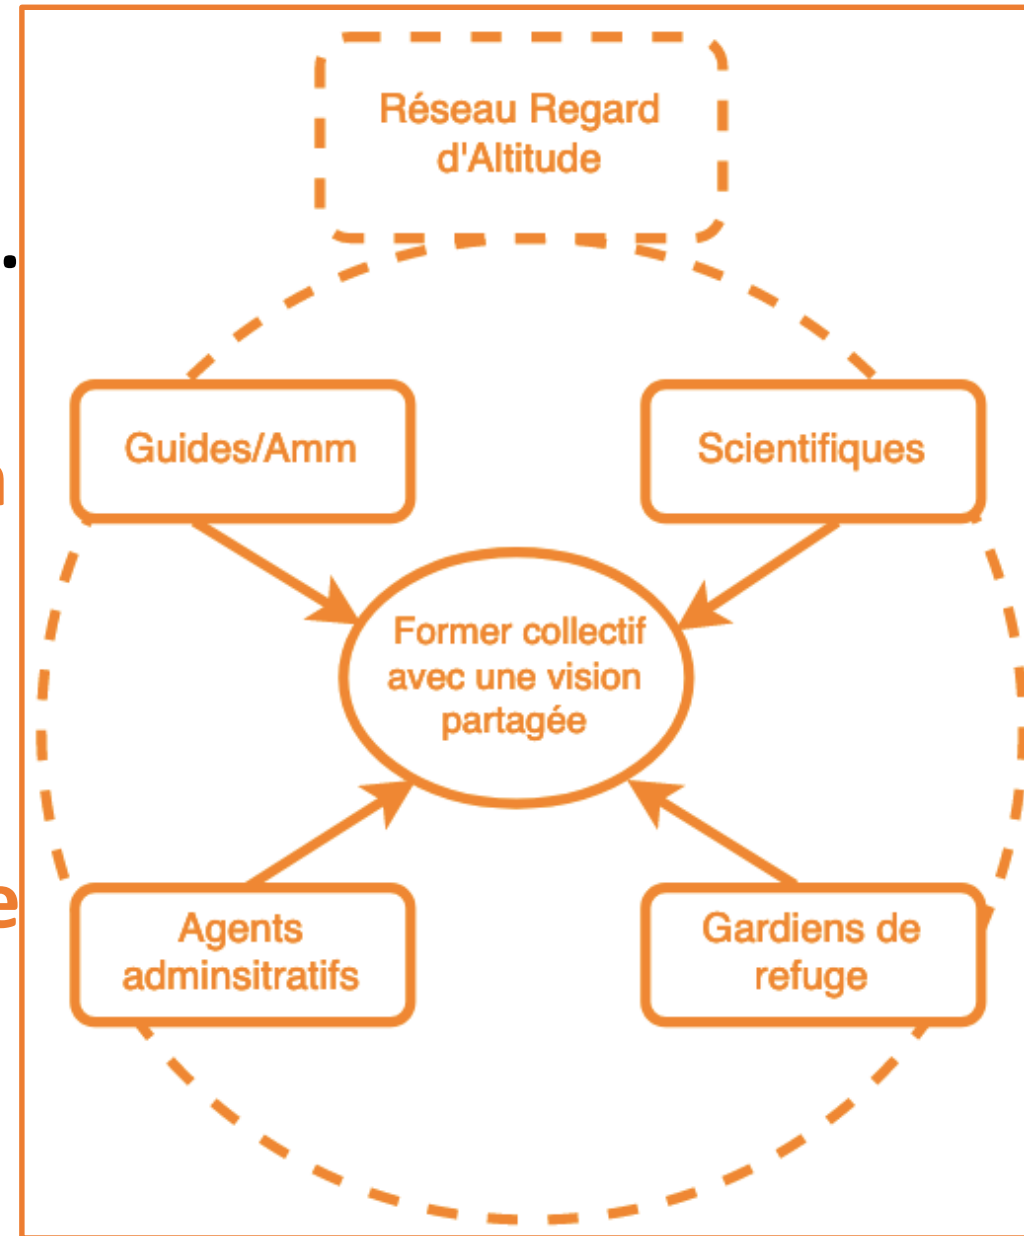 Réseau Regard
d'Altitude
.
Guides/Amm
Scientifiques
n
Former collectif
avec une vision
partagée
e
Agents
adminsitratifs
Gardiens de
refuge